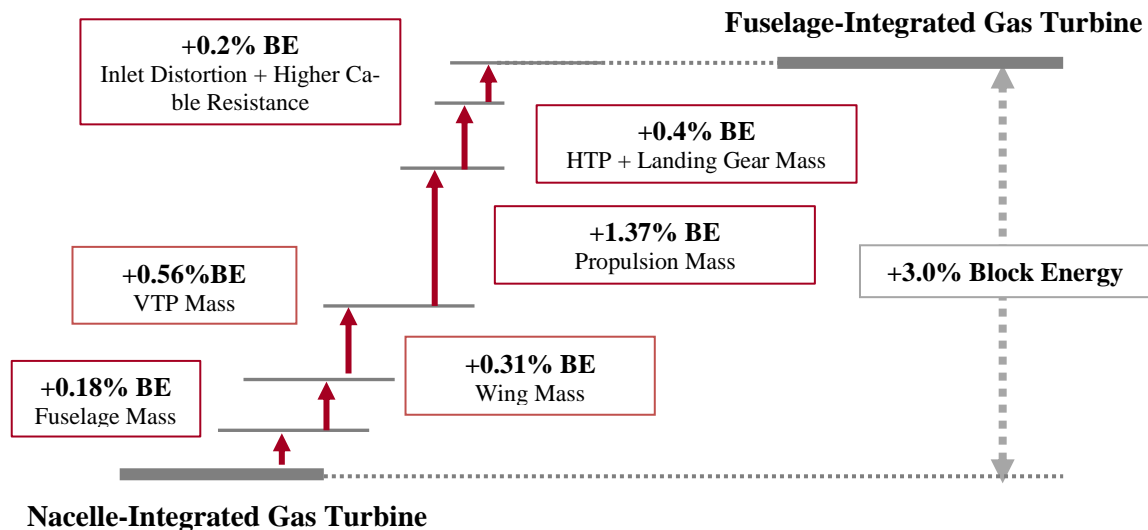 Fuselage-Integrated Gas Turbine
+0.2% BE
Inlet Distortion + Higher Ca-
ble Resistance
+0.4% BE
HTP + Landing Gear Mass
+1.37% BE
Propulsion Mass
+3.0% Block Energy
+0.56%BE
VTP Mass
+0.31% BE
Wing Mass
+0.18% BE
Fuselage Mass
Nacelle-Integrated Gas Turbine